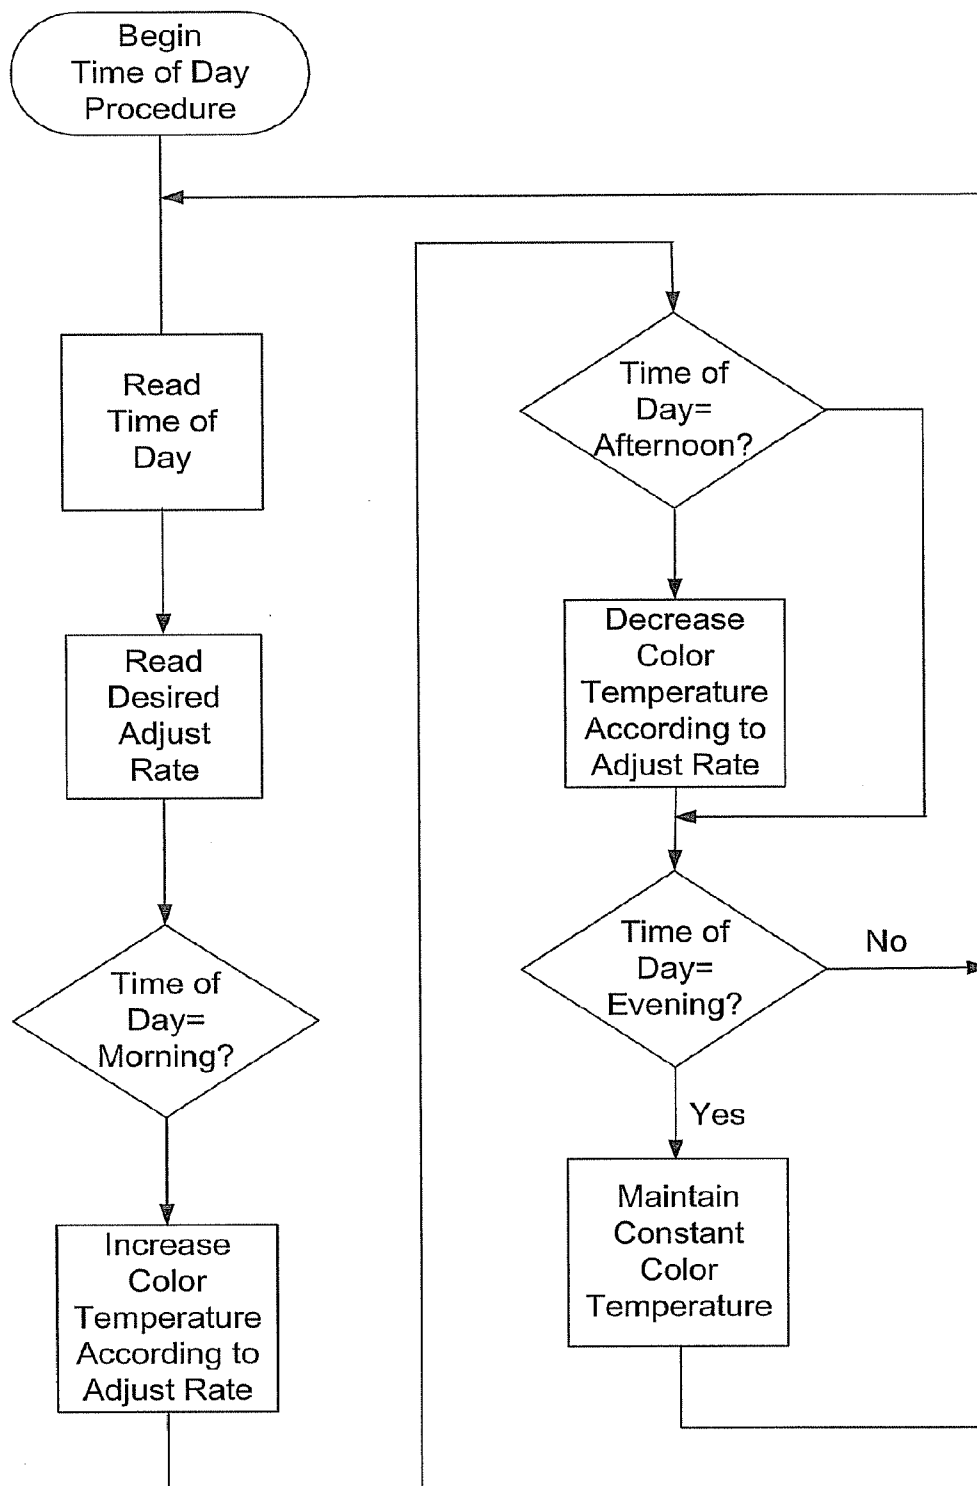 Begin
Time of Day
Procedure
Read
Time of
Day
Read
Desired
Adjust
Rate
Time of
Day=
Morning?
Increase
Color
Temperature
According to
Adjust Rate
Time of
Day=
Afternoon?
Decrease
Color
Temperature
According to
Adjust Rate
Time of
Day=
Evening?
No
Yes
Maintain
Constant
Color
Temperature